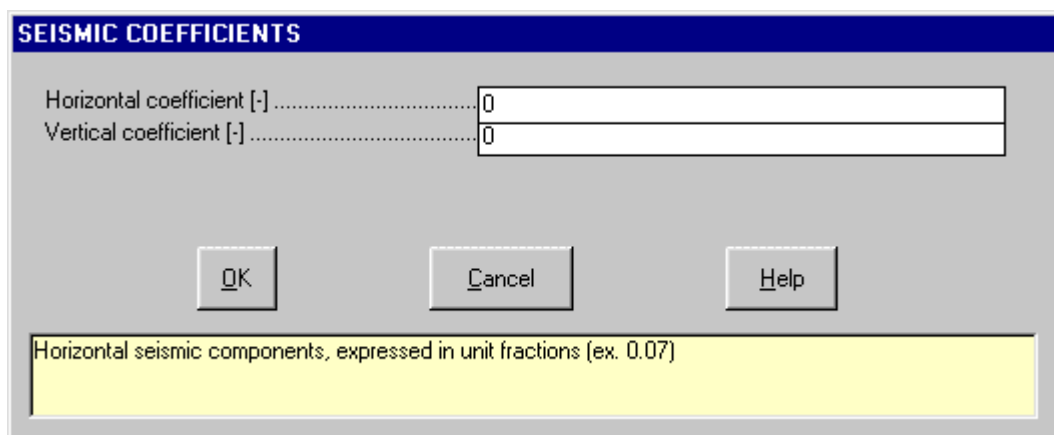 SEISMIC COEFFICIENTS
Horizontal coefficient [-] ..................................... 0
Vertical coefficient [-] ......................................... 0
OK Cancel Help
Horizontal seismic components, expressed in unit fractions (ex. 0.07)